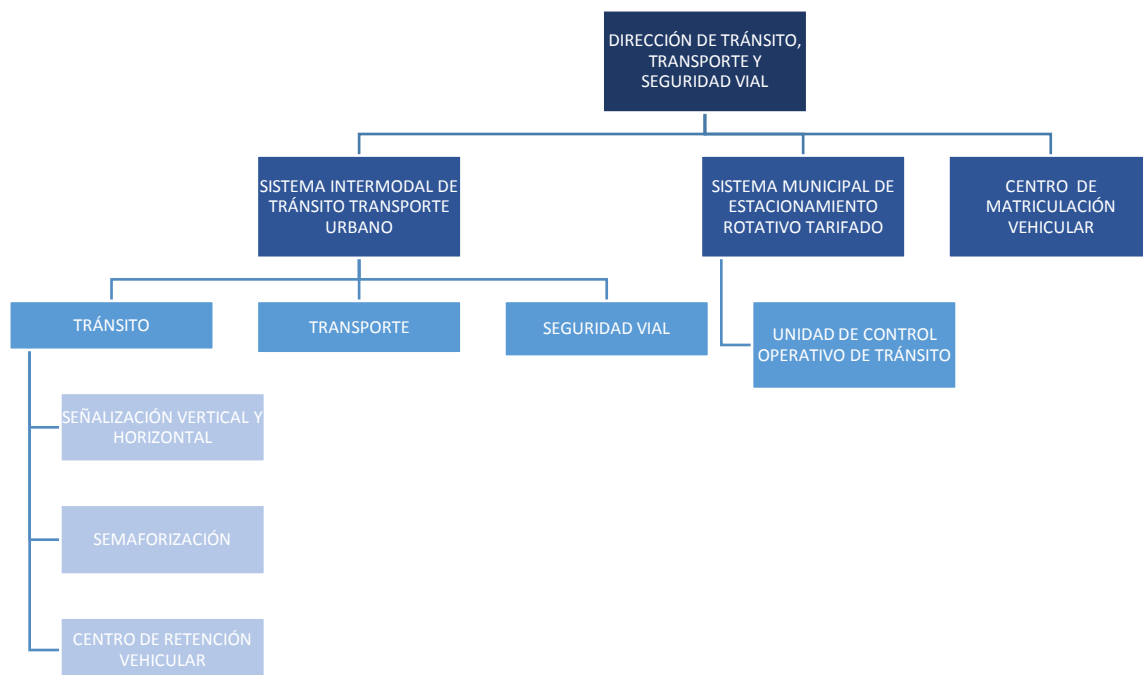 DIRECCIÓN DE TRÁNSITO,
TRANSPORTE Y
SEGURIDAD VIAL
SISTEMA INTERMODAL DE
TRÁNSITO TRANSPORTE
URBANO
SISTEMA MUNICIPAL DE
ESTACIONAMIENTO
ROTATIVO TARIFADO
CENTRO DE
MATRICULACIÓN
VEHICULAR
TRÁNSITO
TRANSPORTE
SEGURIDAD VIAL
UNIDAD DE CONTROL
OPERATIVO DE TRÁNSITO
SEÑALIZACIÓN VERTICAL Y
HORIZONTAL
SEMAFORIZACIÓN
CENTRO DE RETENCIÓN
VEHICULAR